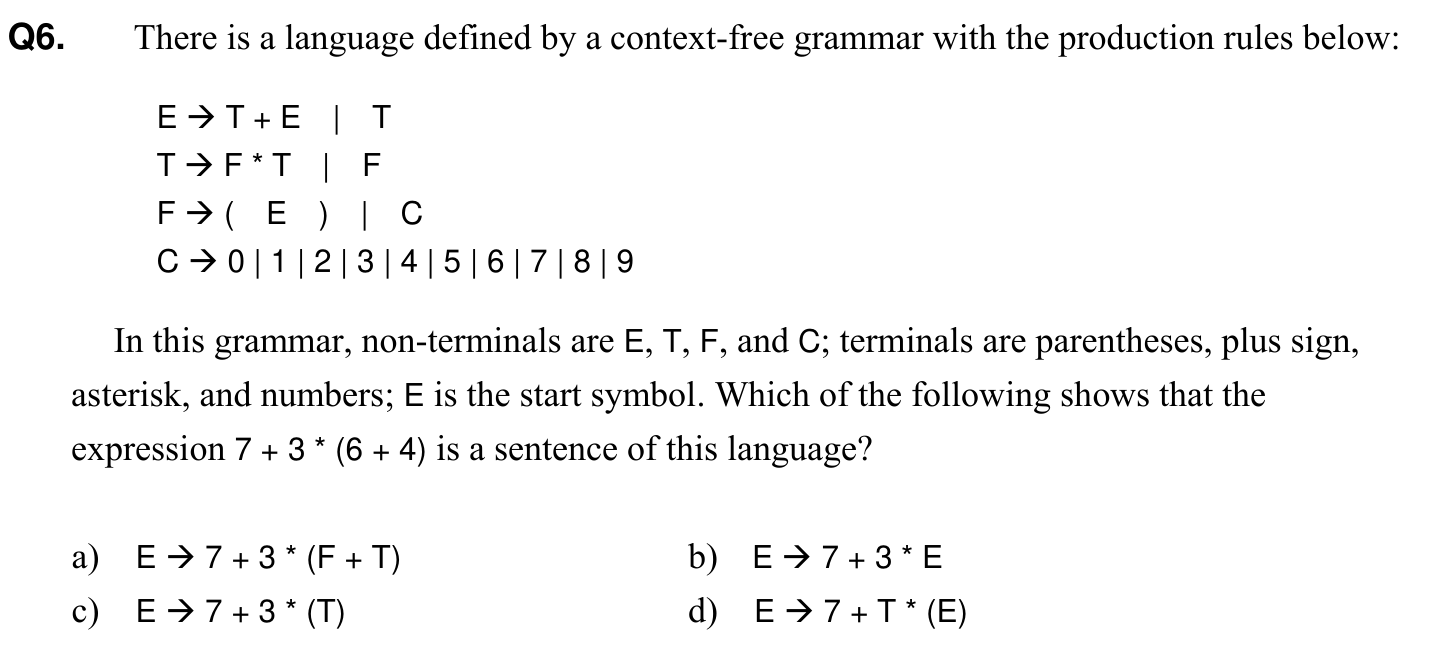 Q6. There is a language defined by a context-free grammar with the production rules below:
E → T + E | T
T → F * T | F
F → ( E ) | C
C → 0 | 1 | 2 | 3 | 4 | 5 | 6 | 7 | 8 | 9
In this grammar, non-terminals are E, T, F, and C; terminals are parentheses, plus sign,
asterisk, and numbers; E is the start symbol. Which of the following shows that the
expression 7 + 3 * (6 + 4) is a sentence of this language?
a) E → 7 + 3 * (F + T) b) E → 7 + 3 * E
c) E → 7 + 3 * (T) d) E → 7 + T * (E)